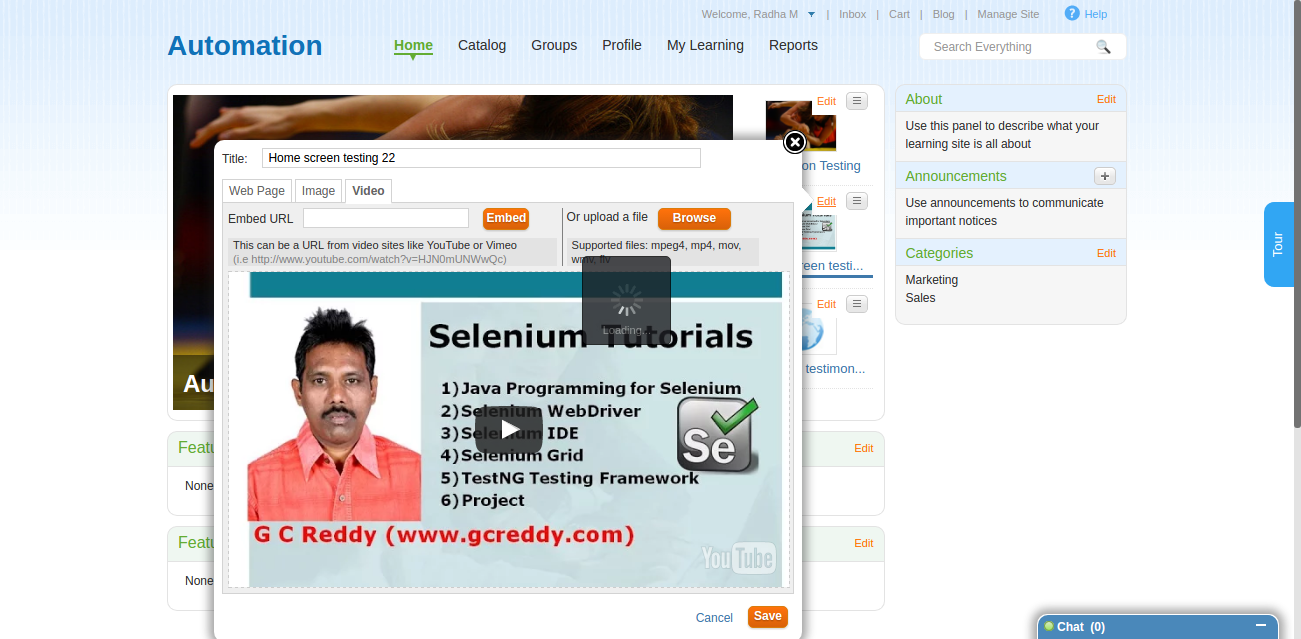 Welcome, Radha M | Inbox | Cart | Blog | Manage Site ? Help
Automation
Home Catalog Groups Profile My Learning Reports
Search Everything
Edit
on Testing
Edit
reen testi...
Edit
testimon...
Au
Title: Home screen testing 22
Web Page Image Video
Embed URL Embed
This can be a URL from video sites like YouTube or Vimeo
(i.e http://www.youtube.com/watch?v=HJN0mUNWwQc)
Or upload a file Browse
Supported files: mpeg4, mp4, mov,
wmv, flv
Loading...
Selenium Tutorials
1)Java Programming for Selenium
2)Selenium WebDriver
3)Selenium IDE
4)Selenium Grid
5)TestNG Testing Framework
6)Project
Se
G C Reddy (www.gcreddy.com)
YouTube
Cancel Save
Featu
Edit
None
Featu
Edit
None
About Edit
Use this panel to describe what your
learning site is all about
Announcements +
Use announcements to communicate
important notices
Categories Edit
Marketing
Sales
Tour
Chat (0)